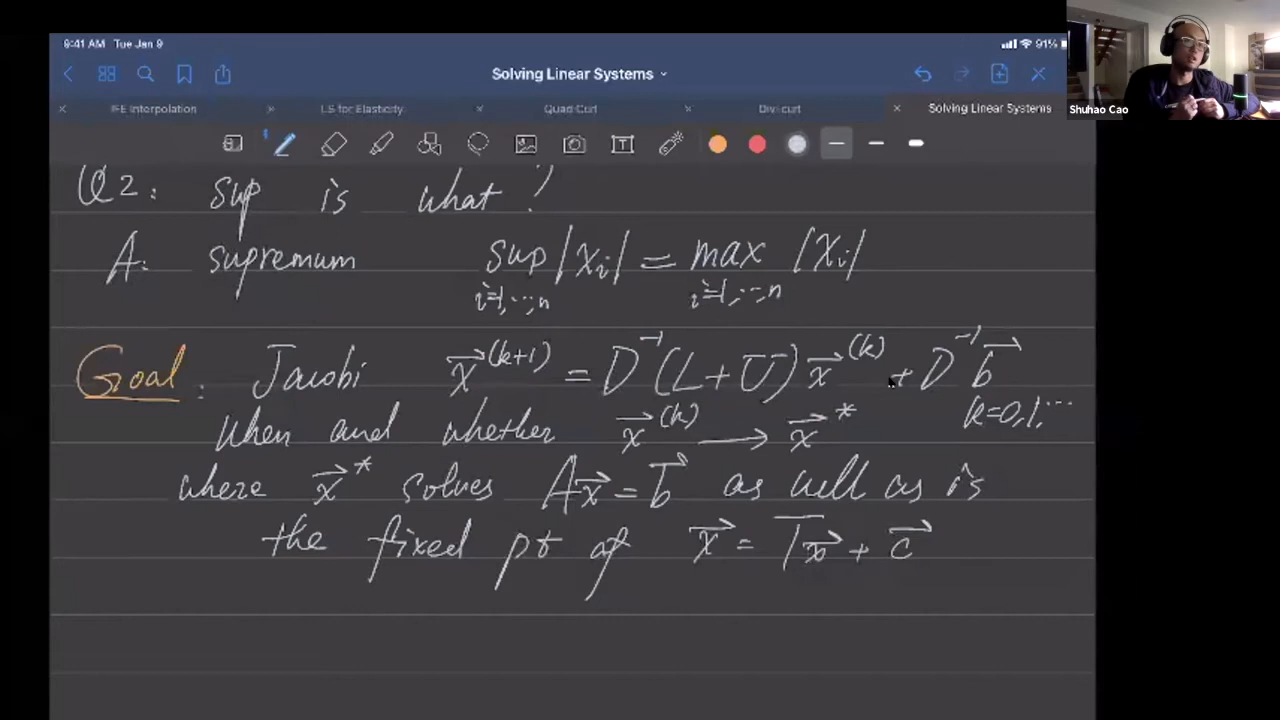 9:41 AM Tue Jan 9
91%
Solving Linear Systems
IFE Interpolation
LS for Elasticity
Quad Curl
Div-curl
Solving Linear Systems
Shuhao Cao
Q2: Sup is what?
A: supremum sup_{i=1,...,n} |x_i| = max_{i=1,...,n} |x_i|
Goal: Jacobi x⃗^(k+1) = D^-1 (L+U) x⃗^(k) + D^-1 b⃗
k=0,1,...
When and whether x⃗^(k) → x⃗^*
where x⃗^* solves Ax⃗ = b⃗ as well as is
the fixed pt of x⃗ = Tx⃗ + c⃗